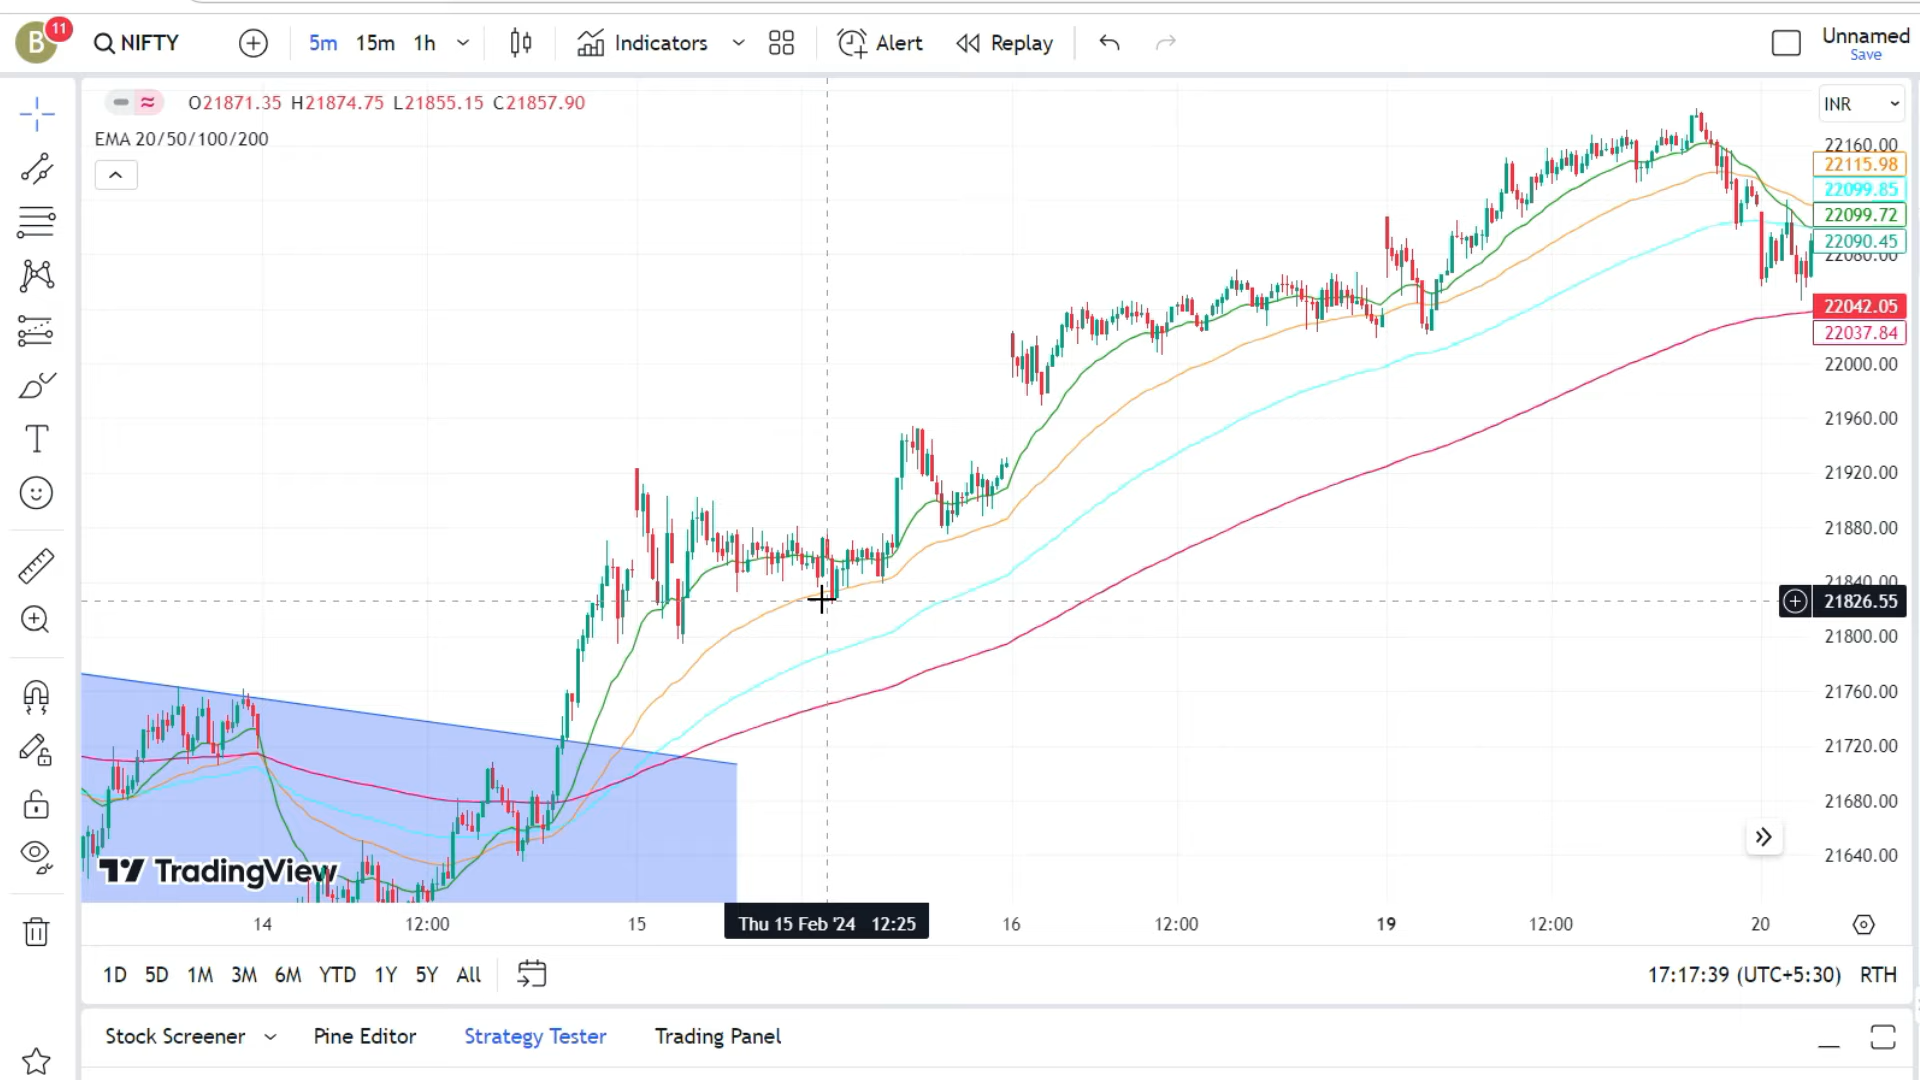 B 11 NIFTY 5m 15m 1h Indicators Alert Replay Unnamed
Save
O21871.35 H21874.75 L21855.15 C21857.90
INR
EMA 20/50/100/200
22160.00
22115.98
22099.85
22099.72
22090.45
22080.00
22042.05
22037.84
22000.00
21960.00
21920.00
21880.00
21840.00
21826.55
21800.00
21760.00
21720.00
21680.00
21640.00
TradingView
14 12:00 15 Thu 15 Feb '24 12:25 16 12:00 19 12:00 20
1D 5D 1M 3M 6M YTD 1Y 5Y All 17:17:39 (UTC+5:30) RTH
Stock Screener Pine Editor Strategy Tester Trading Panel